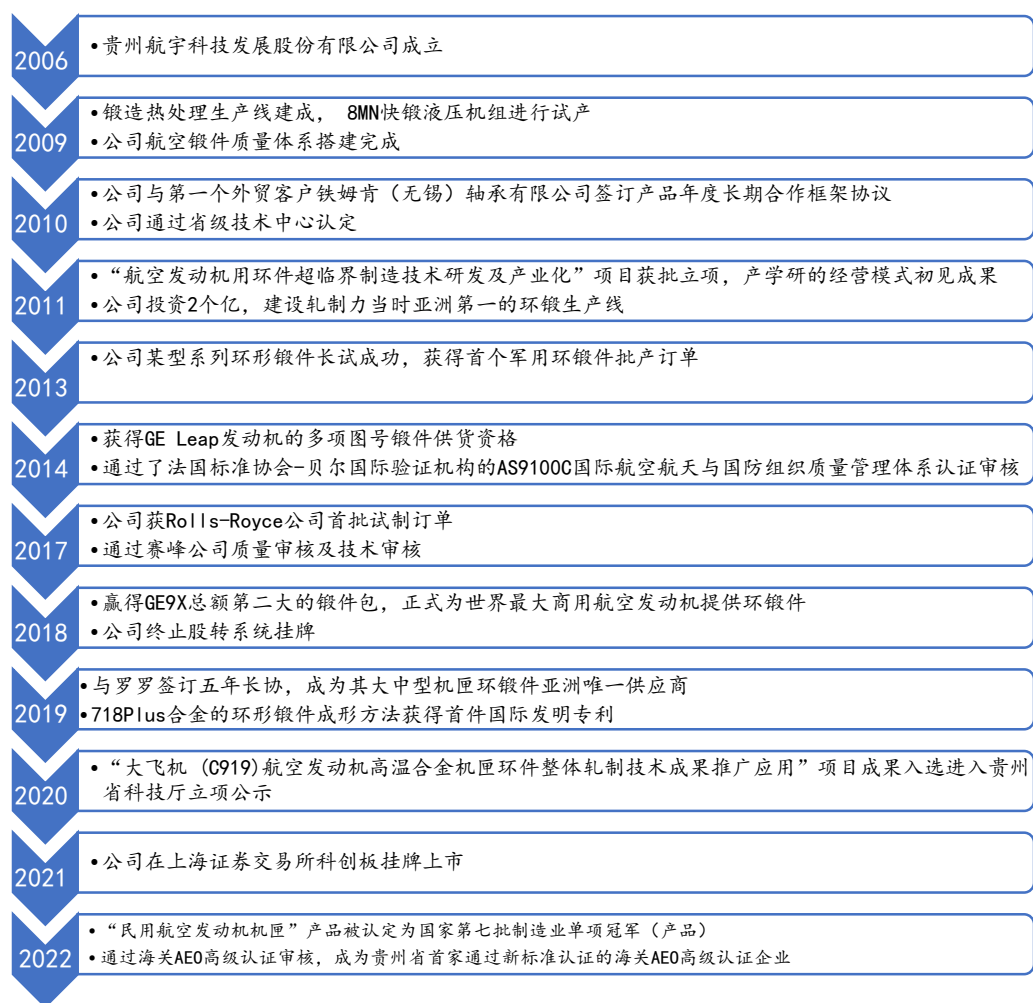 2006
•贵州航宇科技发展股份有限公司成立
2009
•锻造热处理生产线建成, 8MN快锻液压机组进行试产
•公司航空锻件质量体系搭建完成
2010
•公司与第一个外贸客户铁姆肯（无锡）轴承有限公司签订产品年度长期合作框架协议
•公司通过省级技术中心认定
2011
•“航空发动机用环件超临界制造技术研发及产业化”项目获批立项，产学研的经营模式初见成果
•公司投资2个亿，建设轧制力当时亚洲第一的环锻生产线
2013
•公司某型系列环形锻件长试成功，获得首个军用环锻件批产订单
2014
•获得GE Leap发动机的多项图号锻件供货资格
•通过了法国标准协会-贝尔国际验证机构的AS9100C国际航空航天与国防组织质量管理体系认证审核
2017
•公司获Rolls-Royce公司首批试制订单
•通过赛峰公司质量审核及技术审核
2018
•赢得GE9X总额第二大的锻件包，正式为世界最大商用航空发动机提供环锻件
•公司终止股转系统挂牌
2019
•与罗罗签订五年长协，成为其大中型机匣环锻件亚洲唯一供应商
•718Plus合金的环形锻件成形方法获得首件国际发明专利
2020
•“大飞机 (C919)航空发动机高温合金机匣环件整体轧制技术成果推广应用”项目成果入选进入贵州
省科技厅立项公示
2021
•公司在上海证券交易所科创板挂牌上市
2022
•“民用航空发动机机匣”产品被认定为国家第七批制造业单项冠军（产品）
•通过海关AEO高级认证审核，成为贵州省首家通过新标准认证的海关AEO高级认证企业